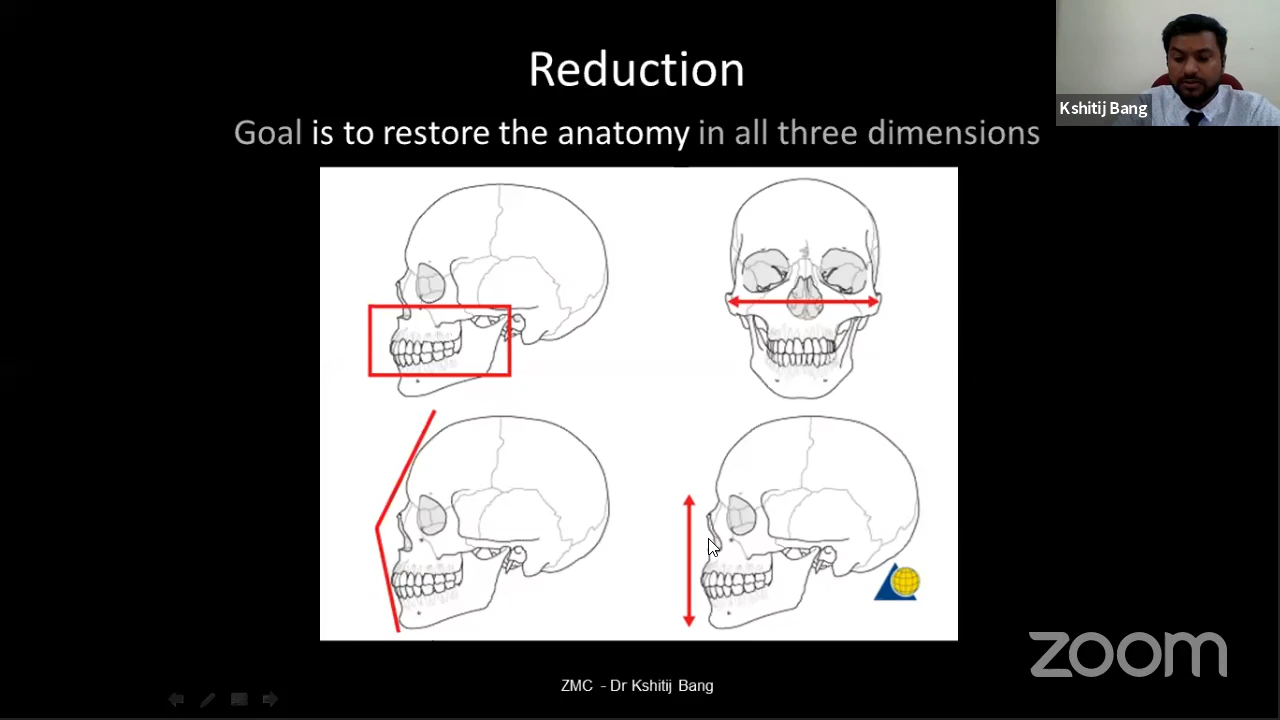 Reduction
Kshitij Bang
Goal is to restore the anatomy in all three dimensions
zoom
ZMC - Dr Kshitij Bang